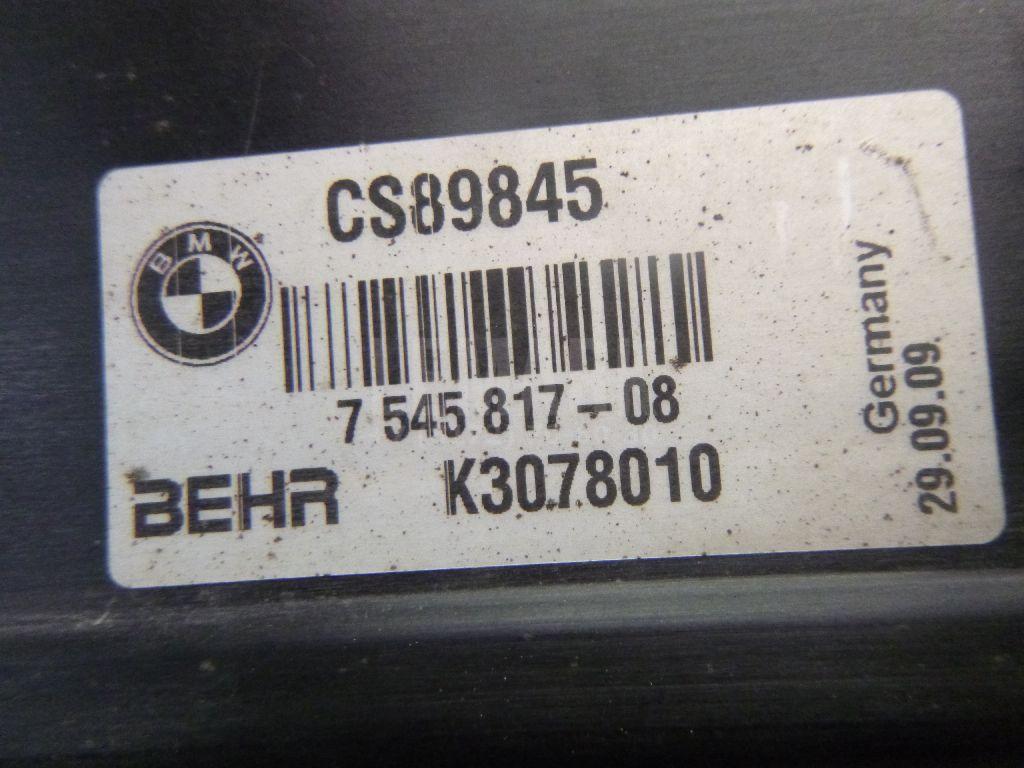 CS89845
BMW
7 545 817-08
BEHR K3078010
Germany
29.09.09